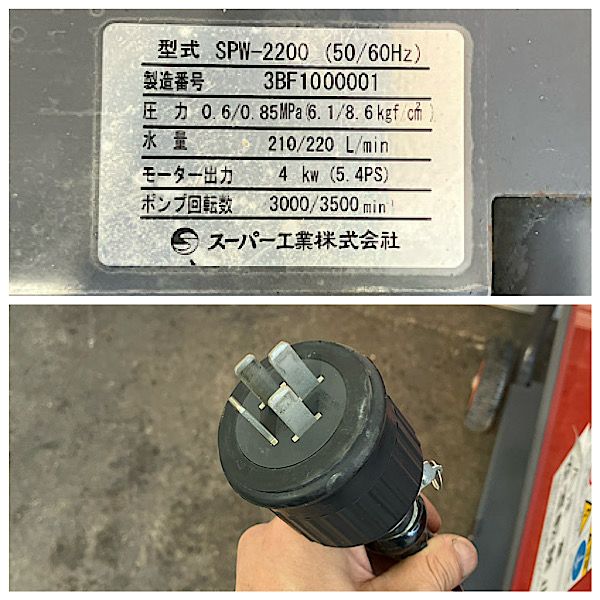 型式 SPW-2200 (50/60Hz)
製造番号 3BF1000001
圧力 0.6/0.85MPa(6.1/8.6kgf/cm²)
水量 210/220 L/min
モーター出力 4 kw (5.4PS)
ポンプ回転数 3000/3500min⁻¹
スーパー工業株式会社